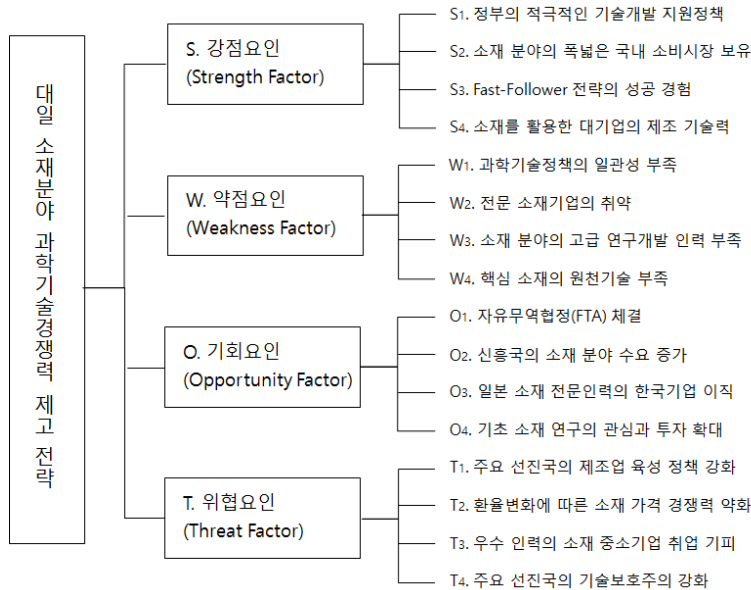 대일 소재분야 과학기술경쟁력 제고 전략
S. 강점요인
(Strength Factor)
S1. 정부의 적극적인 기술개발 지원정책
S2. 소재 분야의 폭넓은 국내 소비시장 보유
S3. Fast-Follower 전략의 성공 경험
S4. 소재를 활용한 대기업의 제조 기술력
W. 약점요인
(Weakness Factor)
W1. 과학기술정책의 일관성 부족
W2. 전문 소재기업의 취약
W3. 소재 분야의 고급 연구개발 인력 부족
W4. 핵심 소재의 원천기술 부족
O. 기회요인
(Opportunity Factor)
O1. 자유무역협정(FTA) 체결
O2. 신흥국의 소재 분야 수요 증가
O3. 일본 소재 전문인력의 한국기업 이직
O4. 기초 소재 연구의 관심과 투자 확대
T. 위협요인
(Threat Factor)
T1. 주요 선진국의 제조업 육성 정책 강화
T2. 환율변화에 따른 소재 가격 경쟁력 약화
T3. 우수 인력의 소재 중소기업 취업 기피
T4. 주요 선진국의 기술보호주의 강화